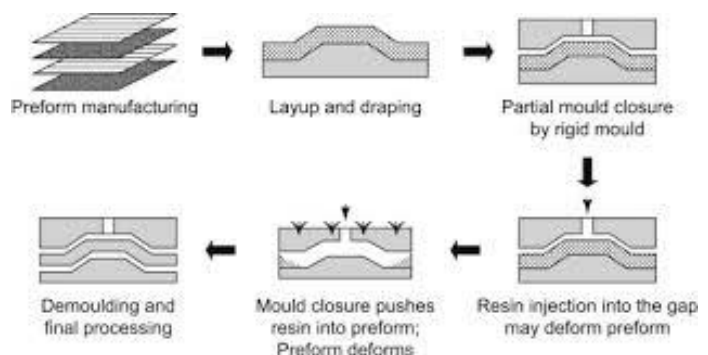 Preform manufacturing
Layup and draping
Partial mould closure
by rigid mould
Resin injection into the gap
may deform preform
Mould closure pushes
resin into preform;
Preform deforms
Demoulding and
final processing